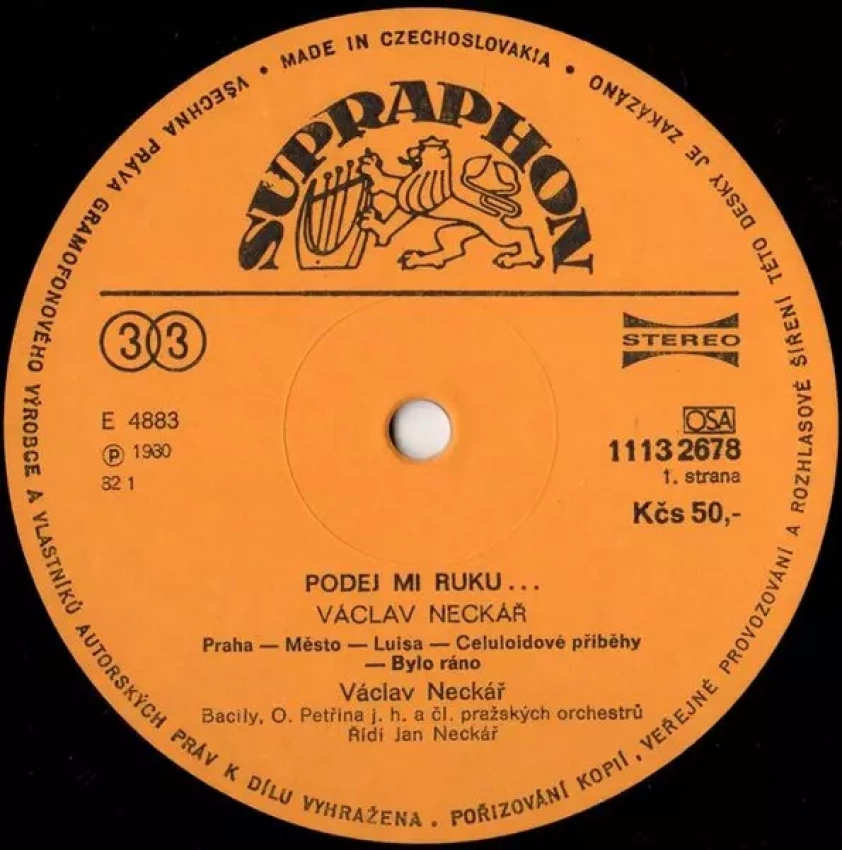 VŠECHNA PRÁVA GRAMOFONOVÉHO VÝROBCE A VLASTNÍKŮ AUTORSKÝCH PRÁV K DÍLU VYHRAŽENA . POŘIZOVÁNÍ KOPIÍ , VEŘEJNÉ PROVOZOVÁNÍ A ROZHLASOVÉ ŠÍŘENÍ TÉTO DESKY JE ZAKÁZÁNO
• MADE IN CZECHOSLOVAKIA •
SUPRAPHON
33
STEREO
E 4883
OSA
Ⓟ 1980
1113 2678
82 1
1. strana
Kčs 50,-
PODEJ MI RUKU...
VÁCLAV NECKÁŘ
Praha — Město — Luisa — Celuloidové příběhy
— Bylo ráno
Václav Neckář
Bacily, O. Petřina j. h. a čl. pražských orchestrů
Řídí Jan Neckář